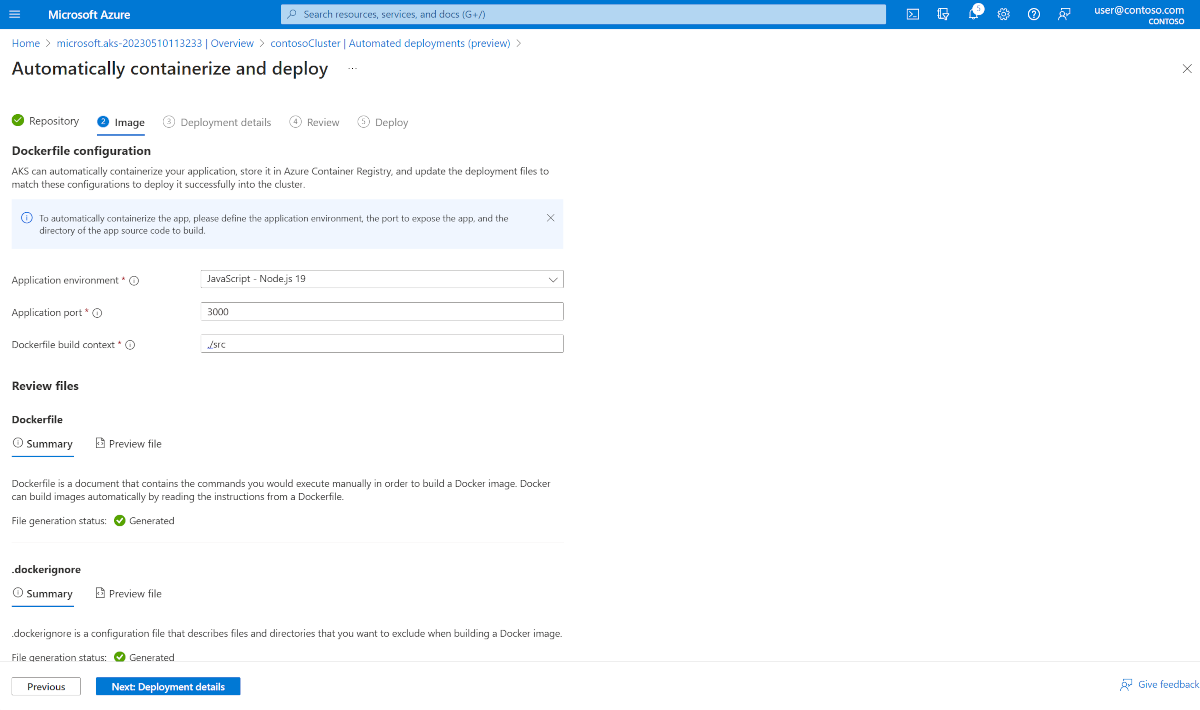 Microsoft Azure
Search resources, services, and docs (G+/)
5
user@contoso.com
CONTOSO
Home > microsoft.aks-20230510113233 | Overview > contosoCluster | Automated deployments (preview) >
Automatically containerize and deploy ...
Repository 2 Image 3 Deployment details 4 Review 5 Deploy
Dockerfile configuration
AKS can automatically containerize your application, store it in Azure Container Registry, and update the deployment files to
match these configurations to deploy it successfully into the cluster.
To automatically containerize the app, please define the application environment, the port to expose the app, and the
directory of the app source code to build.
Application environment * JavaScript - Node.js 19
Application port * 3000
Dockerfile build context * ./src
Review files
Dockerfile
Summary Preview file
Dockerfile is a document that contains the commands you would execute manually in order to build a Docker image. Docker
can build images automatically by reading the instructions from a Dockerfile.
File generation status: Generated
.dockerignore
Summary Preview file
.dockerignore is a configuration file that describes files and directories that you want to exclude when building a Docker image.
File generation status: Generated
Previous Next: Deployment details Give feedback